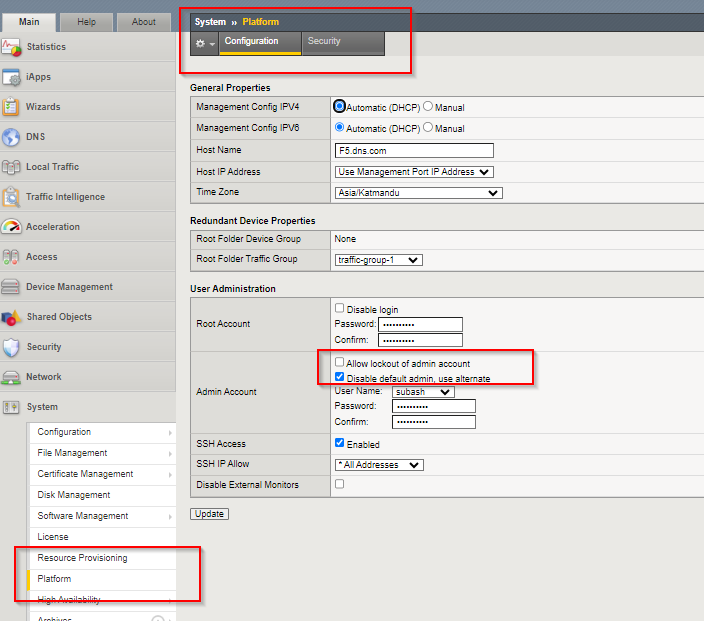 Main Help About
System » Platform
Configuration Security
Statistics
iApps
Wizards
DNS
Local Traffic
Traffic Intelligence
Acceleration
Access
Device Management
Shared Objects
Security
Network
System
Configuration
File Management
Certificate Management
Disk Management
Software Management
License
Resource Provisioning
Platform
High Availability
Archives
General Properties
Management Config IPV4 Automatic (DHCP) Manual
Management Config IPV6 Automatic (DHCP) Manual
Host Name F5.dns.com
Host IP Address Use Management Port IP Address
Time Zone Asia/Katmandu
Redundant Device Properties
Root Folder Device Group None
Root Folder Traffic Group traffic-group-1
User Administration
Root Account
Disable login
Password: ••••••••••
Confirm: ••••••••••
Admin Account
Allow lockout of admin account
Disable default admin, use alternate
User Name: subash
Password: ••••••••••
Confirm: ••••••••••
SSH Access Enabled
SSH IP Allow * All Addresses
Disable External Monitors
Update